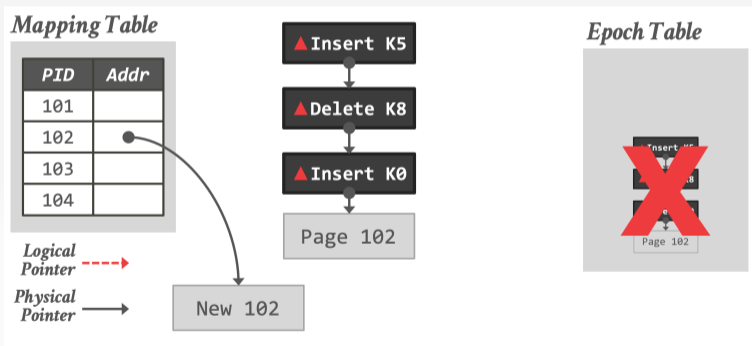 Mapping Table
PID Addr
101
102
103
104
Logical
Pointer
Physical
Pointer
New 102
▲Insert K5
▲Delete K8
▲Insert K0
Page 102
Epoch Table
Insert
Page 102